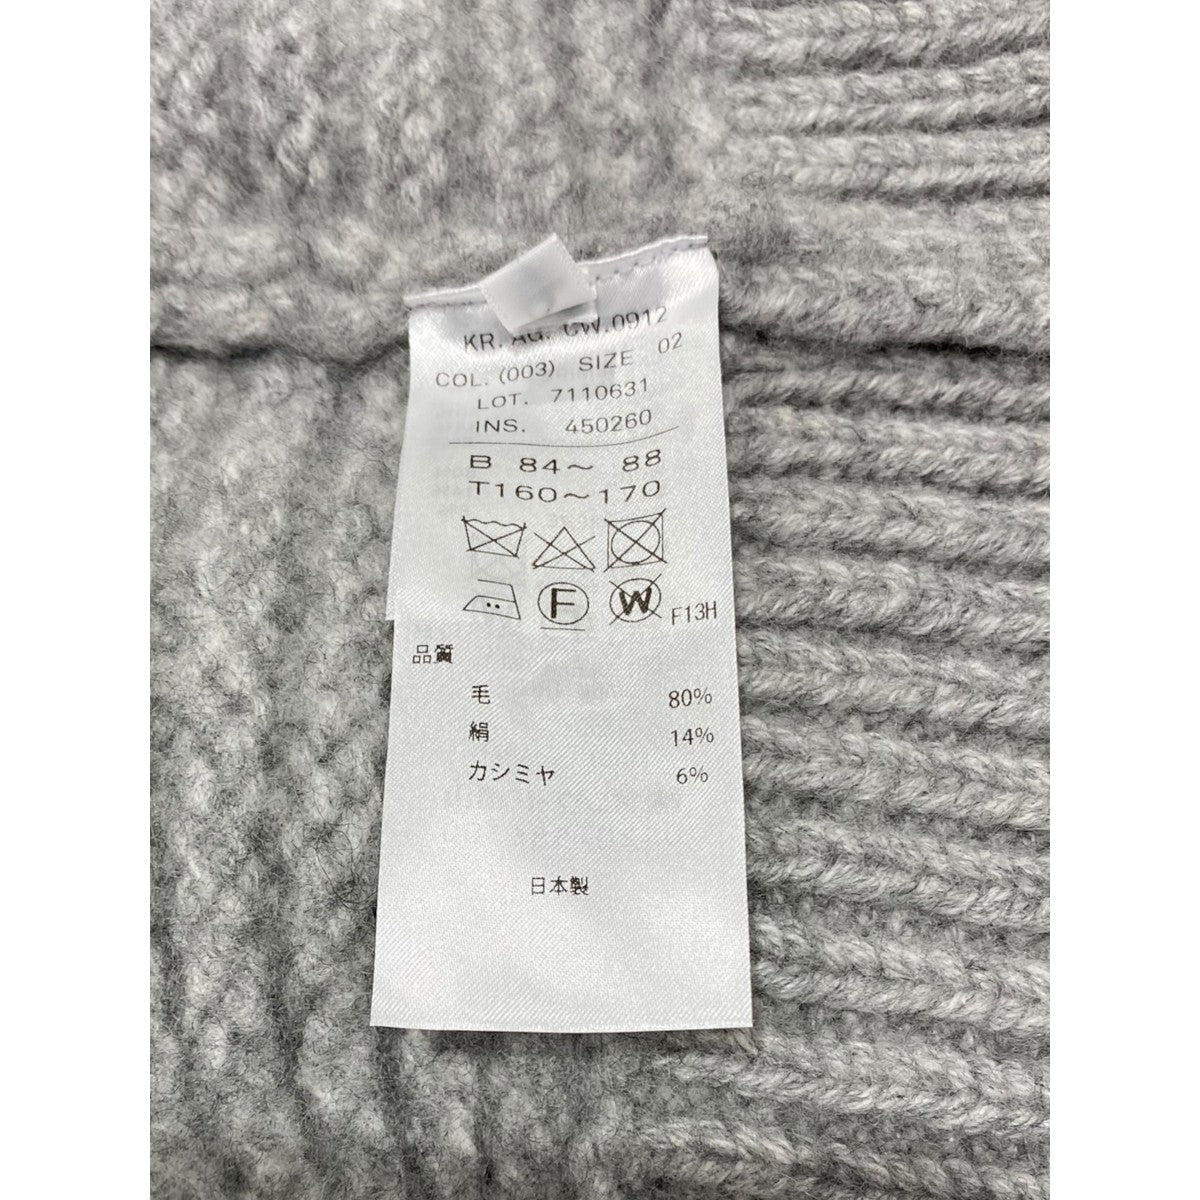 KR. AG. CW.0912
COL. (003) SIZE 02
LOT. 7110631
INS. 450260
B 84～ 88
T160～170
F W F13H
品質
毛 80%
絹 14%
カシミヤ 6%
日本製